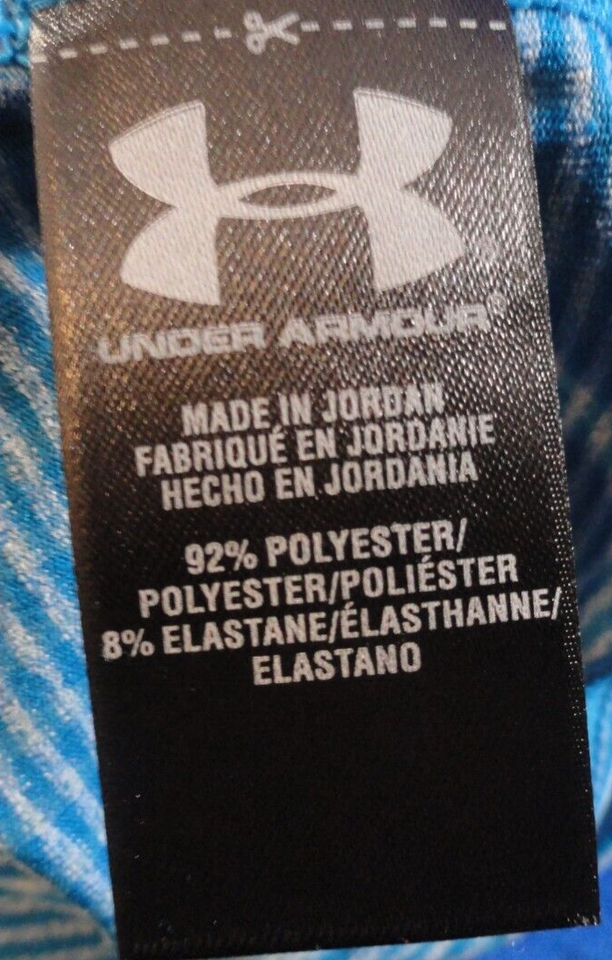 UNDER ARMOUR®
MADE IN JORDAN
FABRIQUÉ EN JORDANIE
HECHO EN JORDANIA
92% POLYESTER/
POLYESTER/POLIÉSTER
8% ELASTANE/ÉLASTHANNE/
ELASTANO